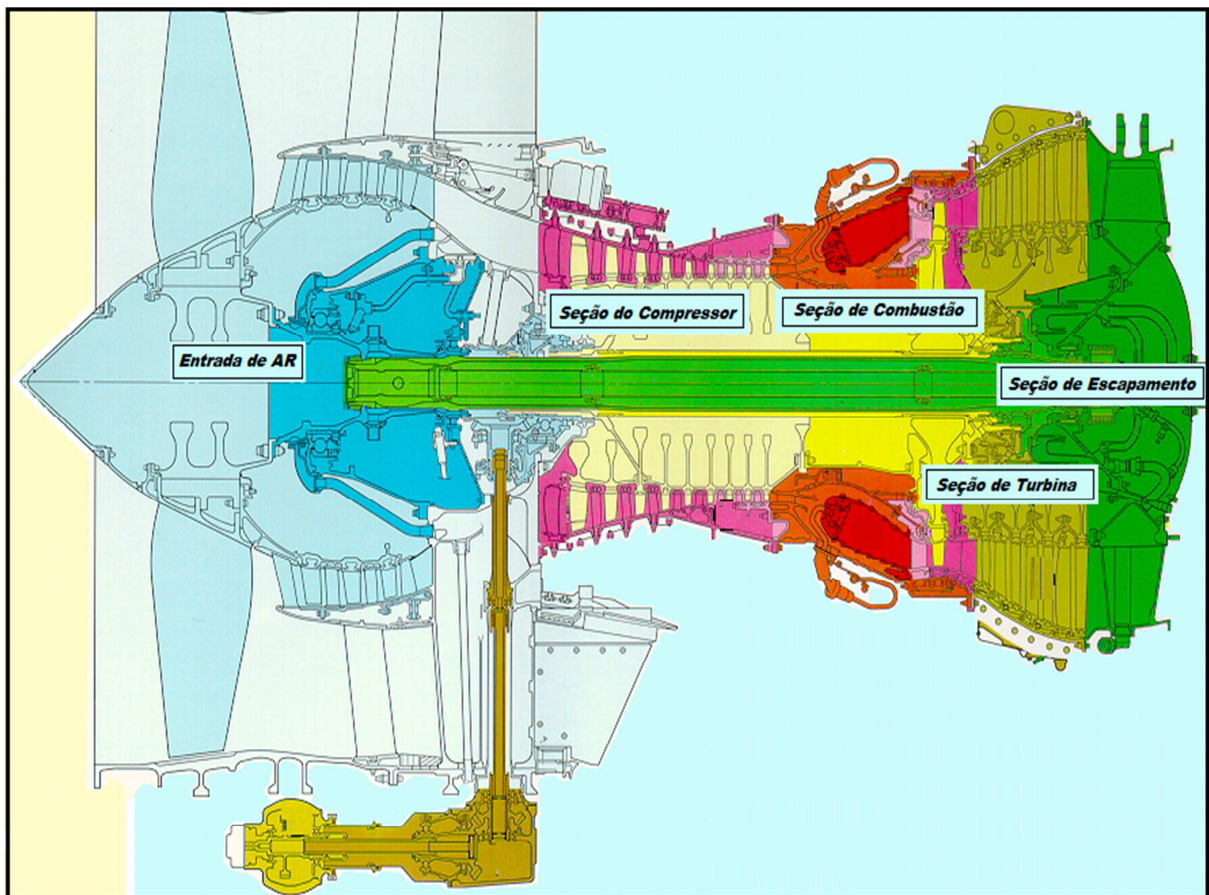 Seção do Compressor
Seção de Combustão
Entrada de AR
Seção de Escapamento
Seção de Turbina